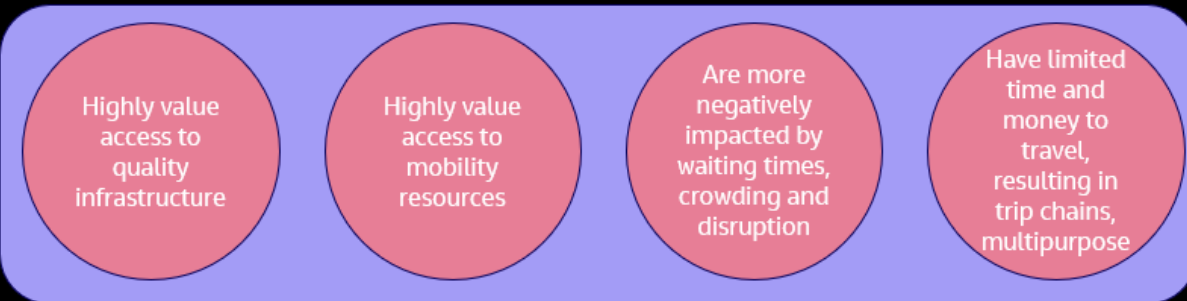 Highly value
access to
quality
infrastructure
Highly value
access to
mobility
resources
Are more
negatively
impacted by
waiting times,
crowding and
disruption
Have limited
time and
money to
travel,
resulting in
trip chains,
multipurpose